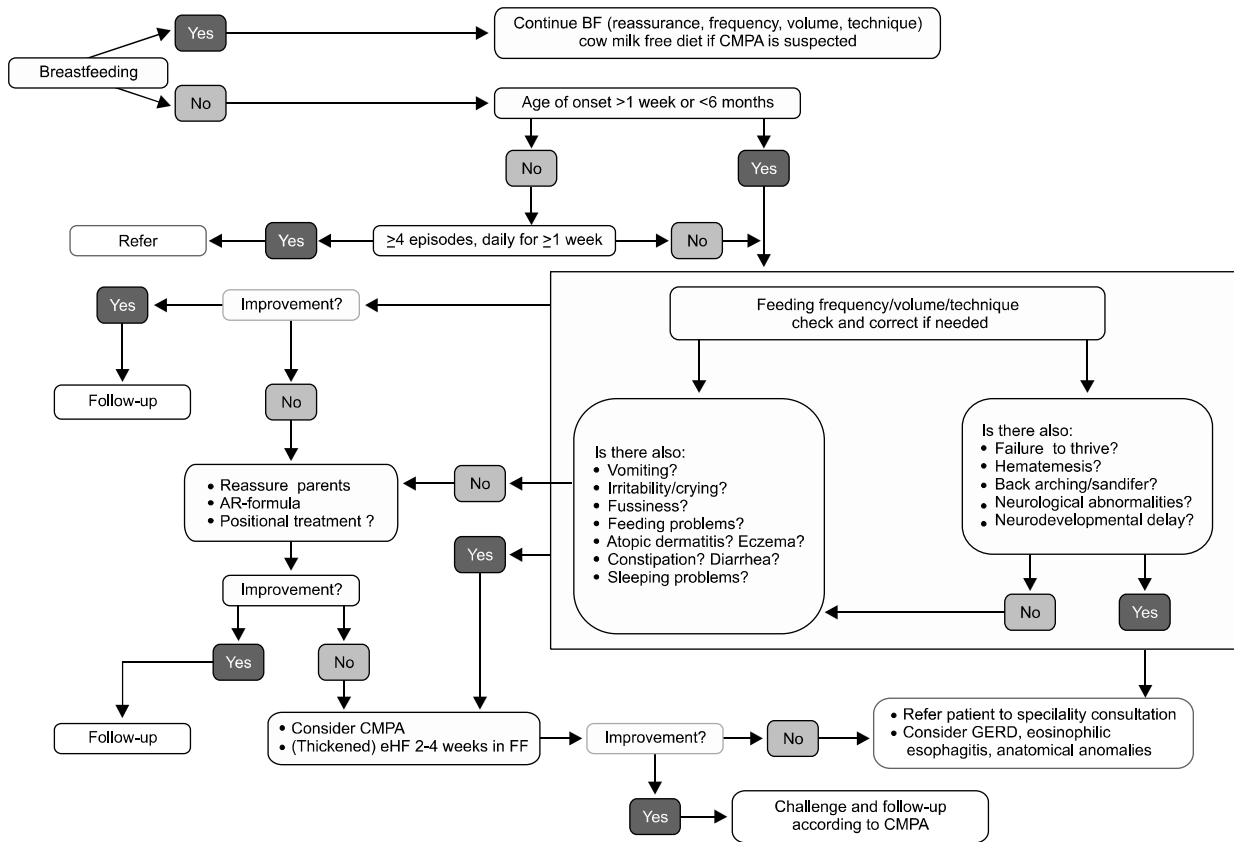 Yes
Continue BF (reassurance, frequency, volume, technique)
cow milk free diet if CMPA is suspected
Breastfeeding
No
Age of onset >1 week or <6 months
No
Yes
Refer
Yes
≥4 episodes, daily for ≥1 week
No
Yes
Improvement?
Feeding frequency/volume/technique
check and correct if needed
Follow-up
No
Is there also:
• Vomiting?
• Irritability/crying?
• Fussiness?
• Feeding problems?
• Atopic dermatitis? Eczema?
• Constipation? Diarrhea?
• Sleeping problems?
Is there also:
• Failure to thrive?
• Hematemesis?
• Back arching/sandifer?
• Neurological abnormalities?
• Neurodevelopmental delay?
• Reassure parents
• AR-formula
• Positional treatment ?
No
Yes
No
Yes
Improvement?
Yes
No
Follow-up
• Consider CMPA
• (Thickened) eHF 2-4 weeks in FF
Improvement?
No
• Refer patient to speciality consultation
• Consider GERD, eosinophilic
esophagitis, anatomical anomalies
Yes
Challenge and follow-up
according to CMPA